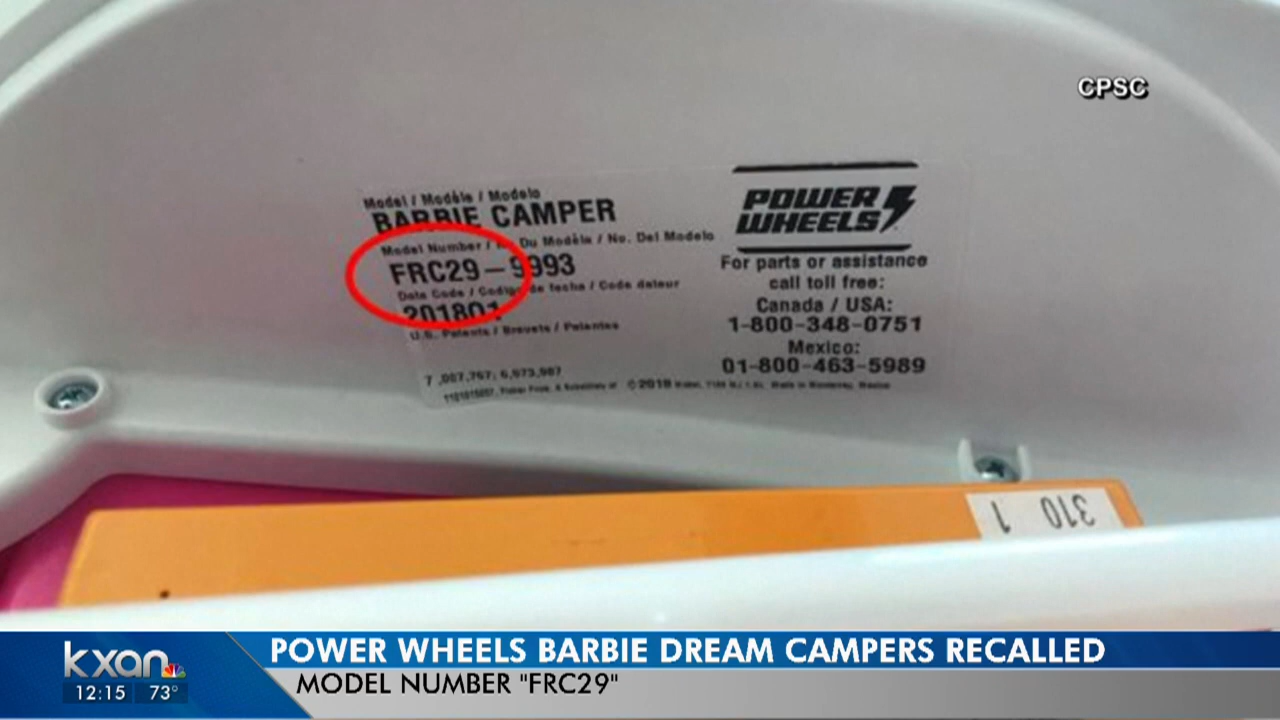 CPSC
Model / Modèle / Modelo
BARBIE CAMPER
Model Number / Du Modèle / No. Del Modelo
FRC29-9993
Date Code / Codigo de fecha / Code dateur
201801
U.S. Patents / Brevets / Patentes
POWER
WHEELS
For parts or assistance
call toll free:
Canada / USA:
1-800-348-0751
Mexico:
01-800-463-5989
310
1
POWER WHEELS BARBIE DREAM CAMPERS RECALLED
MODEL NUMBER "FRC29"
kxan
12:15 73°